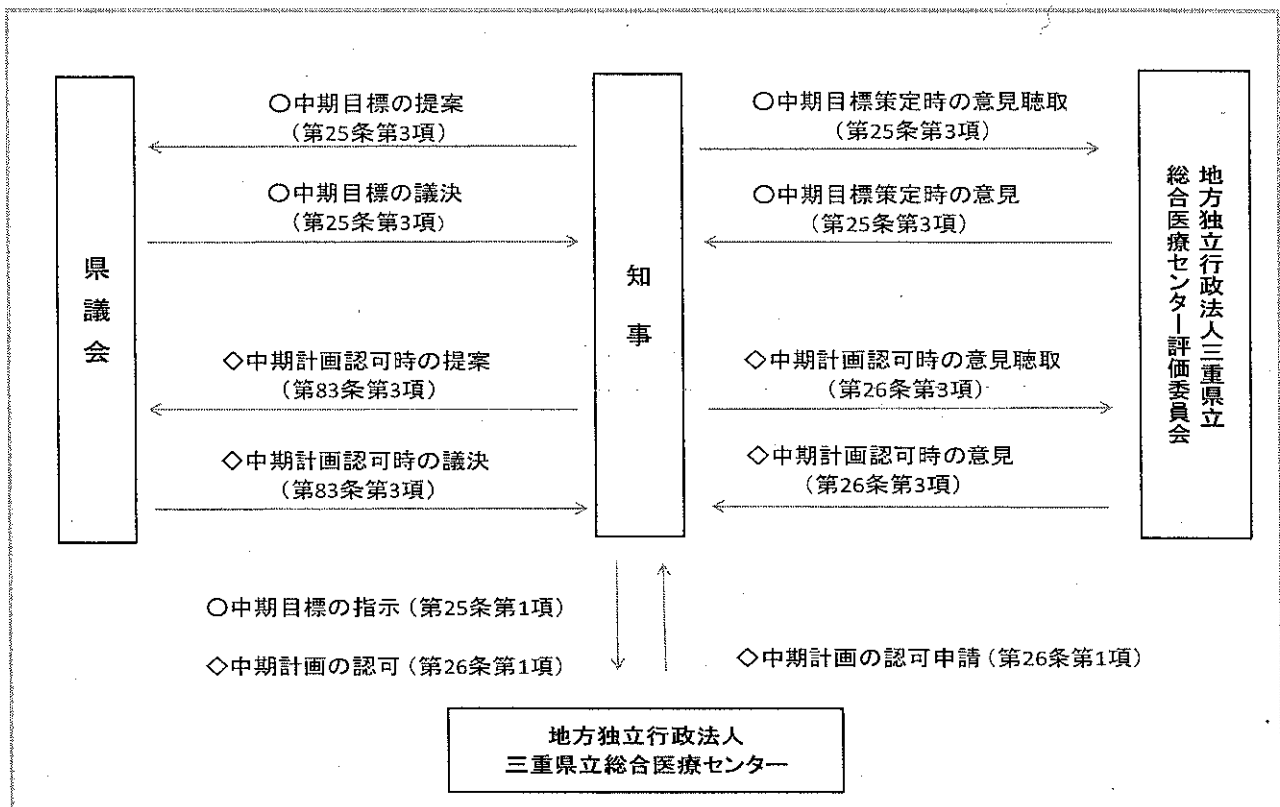 ○中期目標の提案
(第25条第3項)
○中期目標の議決
(第25条第3項)
県議会
◇中期計画認可時の提案
(第83条第3項)
◇中期計画認可時の議決
(第83条第3項)
知事
○中期目標策定時の意見聴取
(第25条第3項)
○中期目標策定時の意見
(第25条第3項)
◇中期計画認可時の意見聴取
(第26条第3項)
◇中期計画認可時の意見
(第26条第3項)
地方独立行政法人三重県立
総合医療センター評価委員会
○中期目標の指示(第25条第1項)
◇中期計画の認可(第26条第1項)
◇中期計画の認可申請(第26条第1項)
地方独立行政法人
三重県立総合医療センター